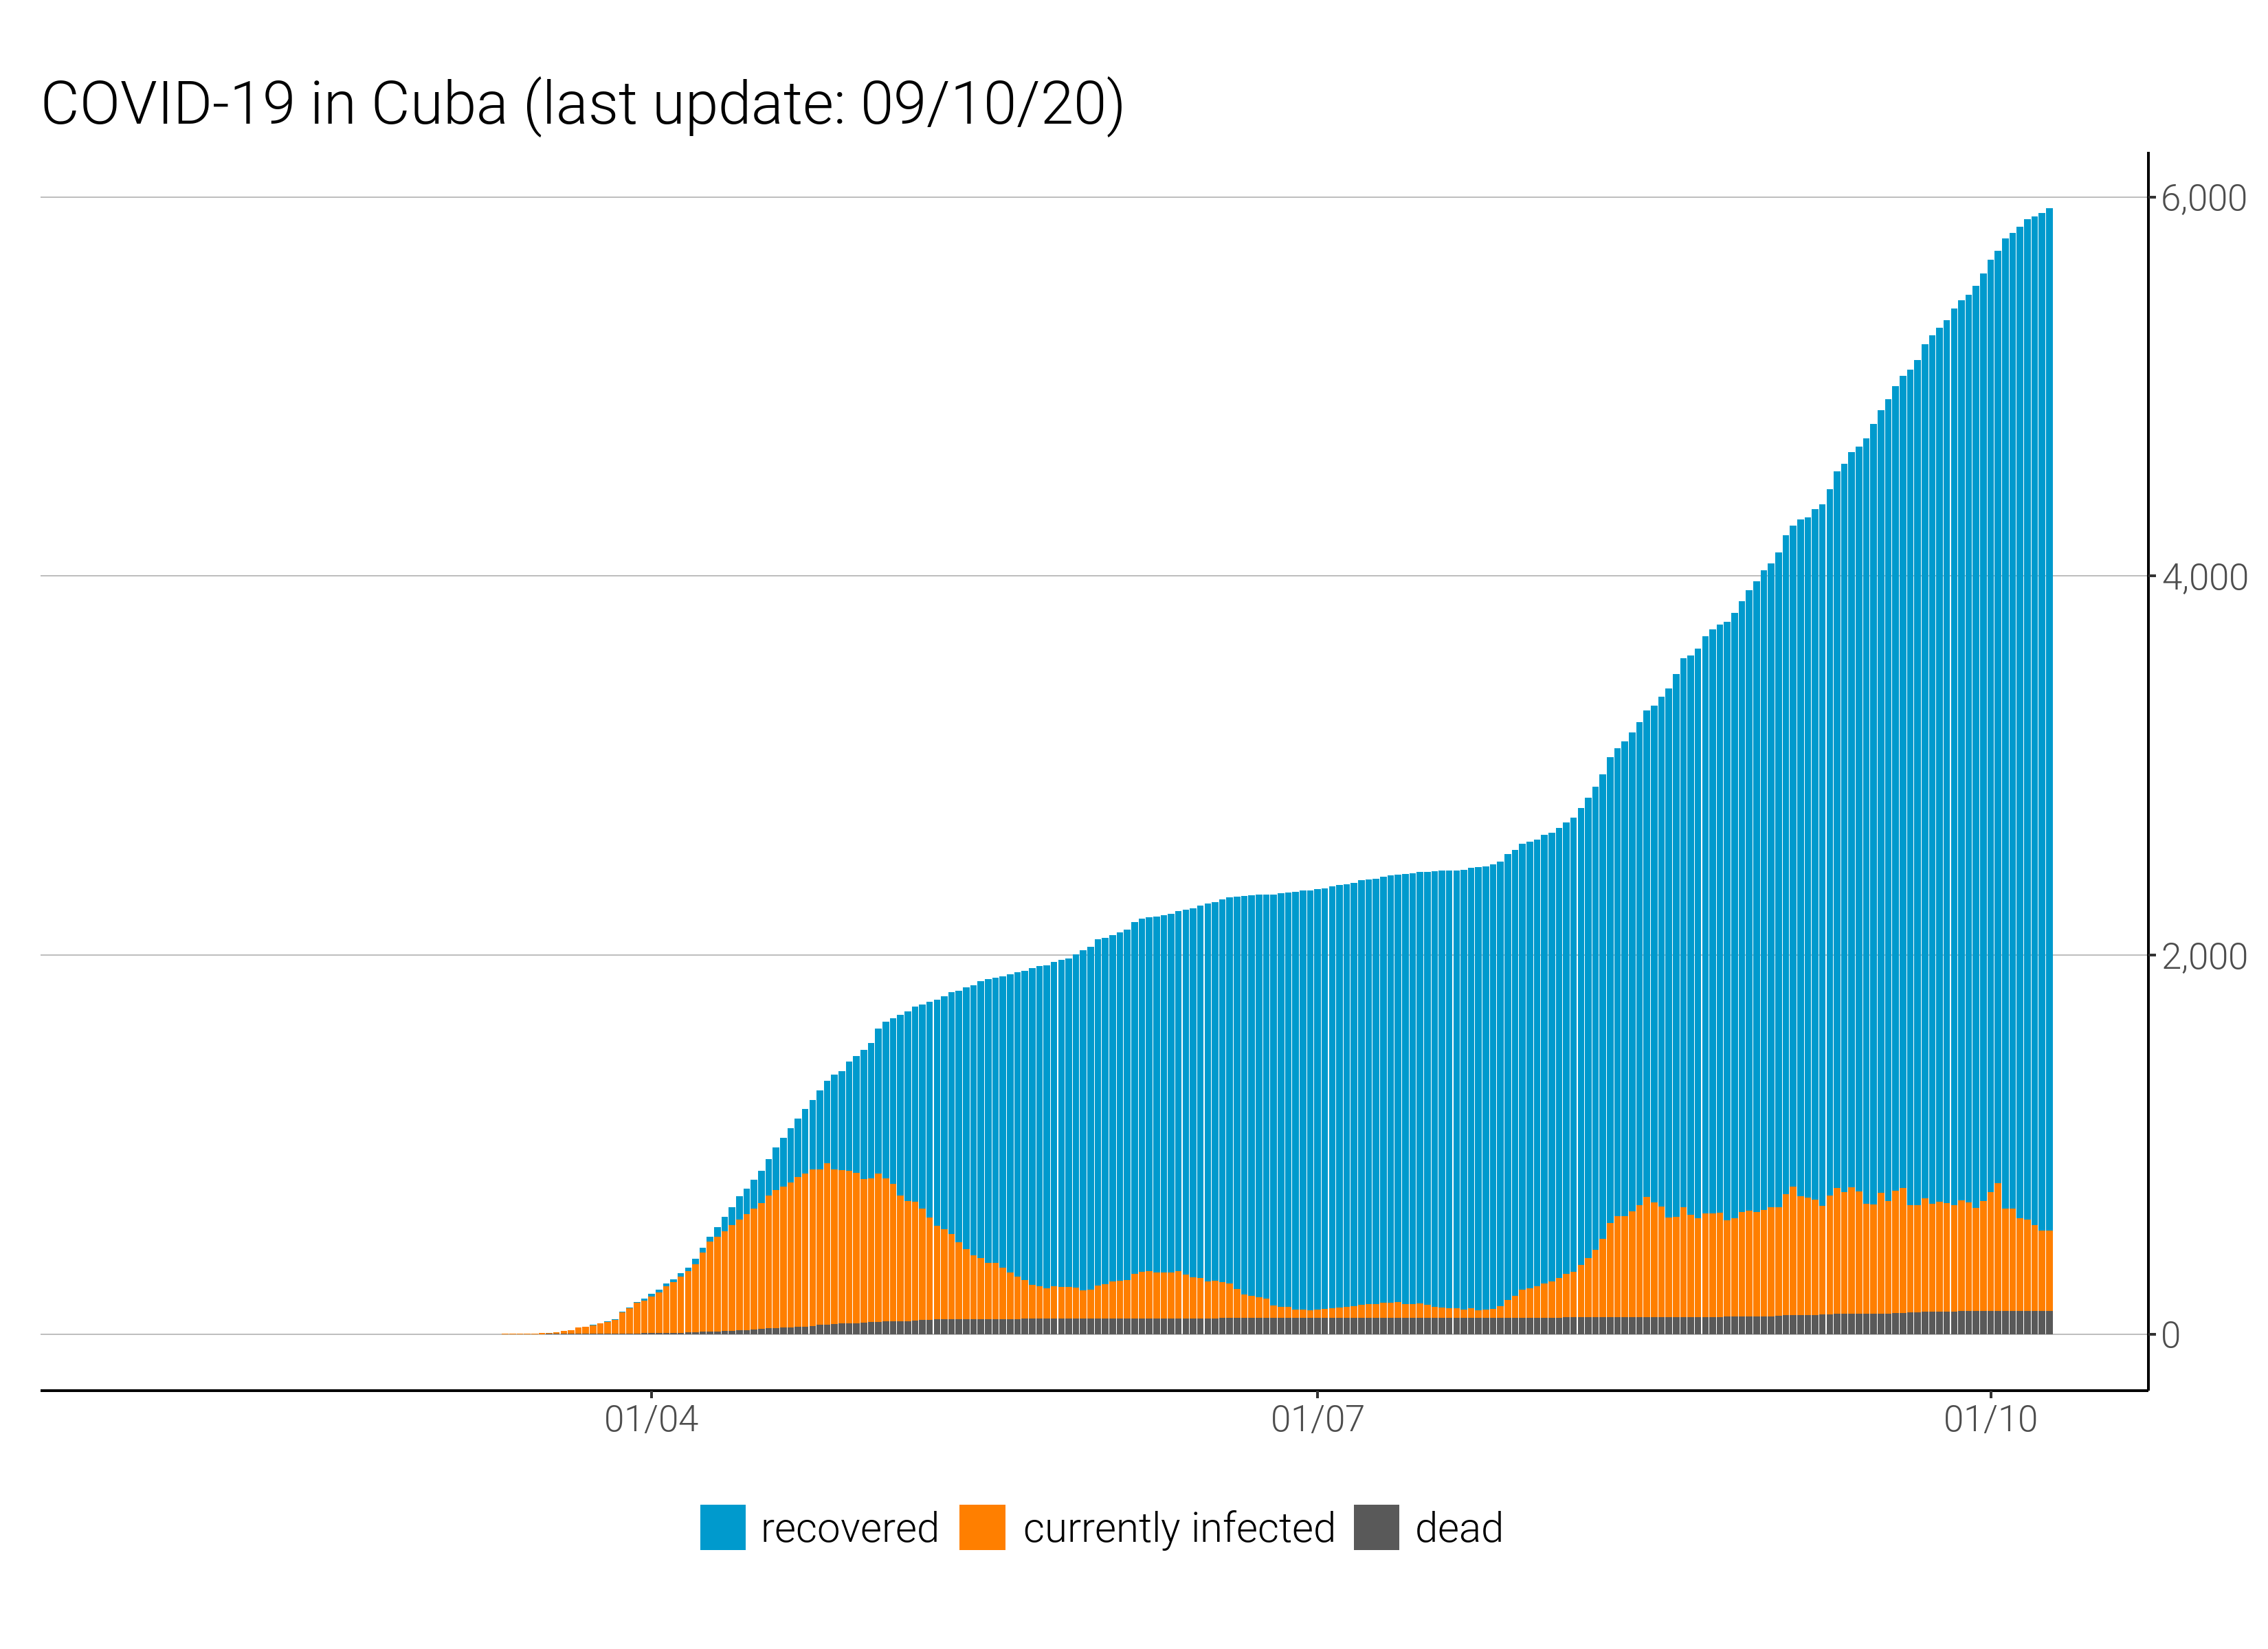 COVID-19 in Cuba (last update: 09/10/20)
6,000
4,000
2,000
0
01/04 01/07 01/10
recovered currently infected dead